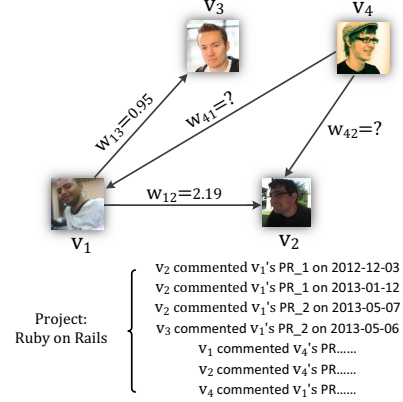 v₃
v₄
w₁₃=0.95
w₄₁=?
w₄₂=?
w₁₂=2.19
v₁
v₂
Project:
Ruby on Rails
v₂ commented v₁'s PR_1 on 2012-12-03
v₂ commented v₁'s PR_1 on 2013-01-12
v₂ commented v₁'s PR_2 on 2013-05-07
v₃ commented v₁'s PR_2 on 2013-05-06
v₁ commented v₄'s PR......
v₂ commented v₄'s PR......
v₄ commented v₁'s PR......